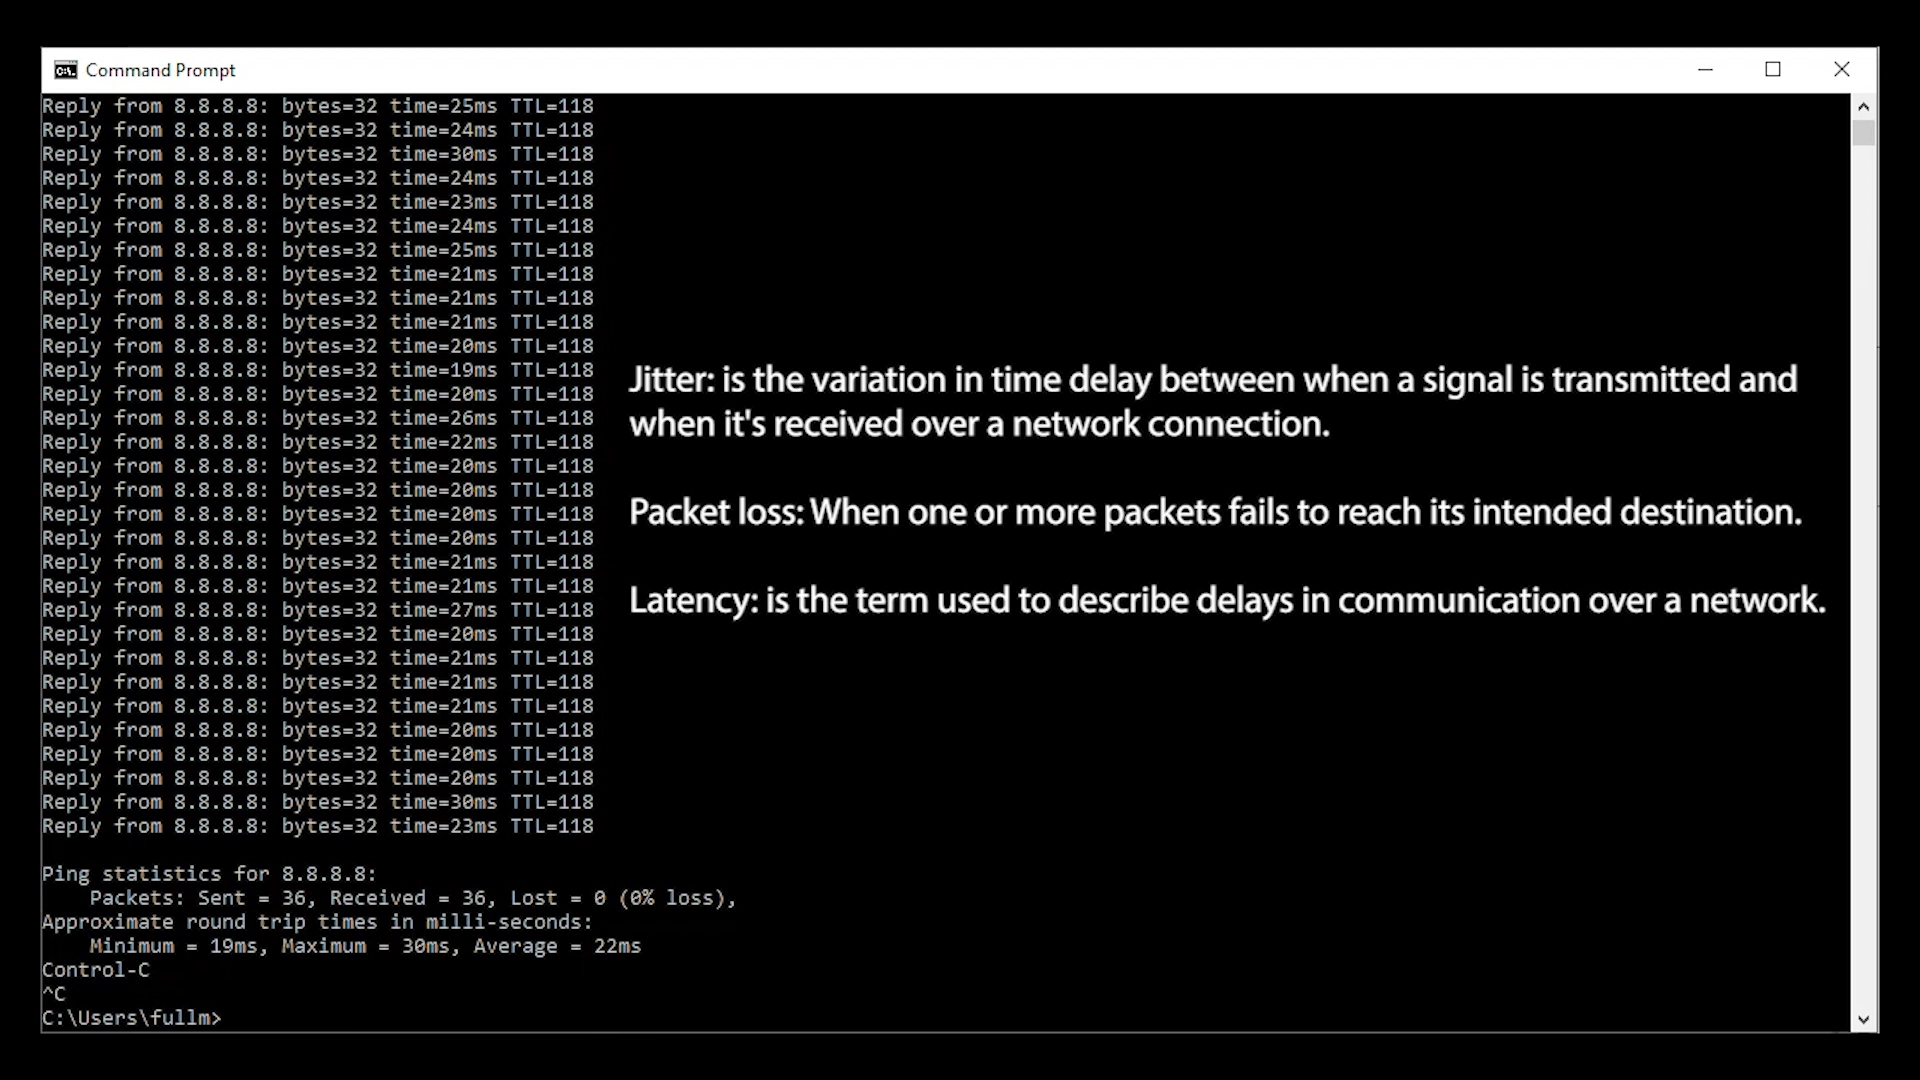 Command Prompt
Reply from 8.8.8.8: bytes=32 time=25ms TTL=118
Reply from 8.8.8.8: bytes=32 time=24ms TTL=118
Reply from 8.8.8.8: bytes=32 time=30ms TTL=118
Reply from 8.8.8.8: bytes=32 time=24ms TTL=118
Reply from 8.8.8.8: bytes=32 time=23ms TTL=118
Reply from 8.8.8.8: bytes=32 time=24ms TTL=118
Reply from 8.8.8.8: bytes=32 time=25ms TTL=118
Reply from 8.8.8.8: bytes=32 time=21ms TTL=118
Reply from 8.8.8.8: bytes=32 time=21ms TTL=118
Reply from 8.8.8.8: bytes=32 time=21ms TTL=118
Reply from 8.8.8.8: bytes=32 time=20ms TTL=118
Reply from 8.8.8.8: bytes=32 time=19ms TTL=118
Reply from 8.8.8.8: bytes=32 time=20ms TTL=118
Reply from 8.8.8.8: bytes=32 time=26ms TTL=118
Reply from 8.8.8.8: bytes=32 time=22ms TTL=118
Reply from 8.8.8.8: bytes=32 time=20ms TTL=118
Reply from 8.8.8.8: bytes=32 time=20ms TTL=118
Reply from 8.8.8.8: bytes=32 time=20ms TTL=118
Reply from 8.8.8.8: bytes=32 time=20ms TTL=118
Reply from 8.8.8.8: bytes=32 time=21ms TTL=118
Reply from 8.8.8.8: bytes=32 time=21ms TTL=118
Reply from 8.8.8.8: bytes=32 time=27ms TTL=118
Reply from 8.8.8.8: bytes=32 time=20ms TTL=118
Reply from 8.8.8.8: bytes=32 time=21ms TTL=118
Reply from 8.8.8.8: bytes=32 time=21ms TTL=118
Reply from 8.8.8.8: bytes=32 time=21ms TTL=118
Reply from 8.8.8.8: bytes=32 time=20ms TTL=118
Reply from 8.8.8.8: bytes=32 time=20ms TTL=118
Reply from 8.8.8.8: bytes=32 time=20ms TTL=118
Reply from 8.8.8.8: bytes=32 time=30ms TTL=118
Reply from 8.8.8.8: bytes=32 time=23ms TTL=118
Ping statistics for 8.8.8.8:
Packets: Sent = 36, Received = 36, Lost = 0 (0% loss),
Approximate round trip times in milli-seconds:
Minimum = 19ms, Maximum = 30ms, Average = 22ms
Control-C
^C
C:\Users\fullm>
Jitter: is the variation in time delay between when a signal is transmitted and
when it's received over a network connection.
Packet loss: When one or more packets fails to reach its intended destination.
Latency: is the term used to describe delays in communication over a network.